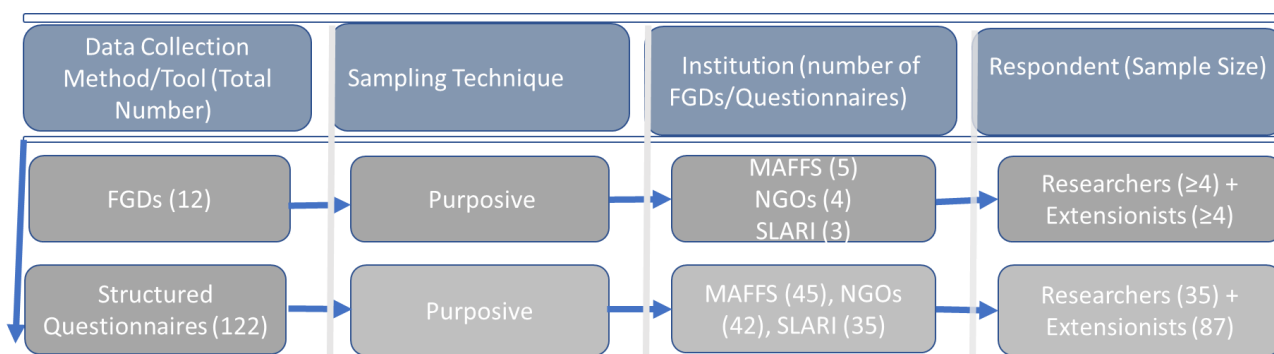 Data Collection
Method/Tool (Total
Number)
Sampling Technique
Institution (number of
FGDs/Questionnaires)
Respondent (Sample Size)
FGDs (12)
Purposive
MAFFS (5)
NGOs (4)
SLARI (3)
Researchers (≥4) +
Extensionists (≥4)
Structured
Questionnaires (122)
Purposive
MAFFS (45), NGOs
(42), SLARI (35)
Researchers (35) +
Extensionists (87)